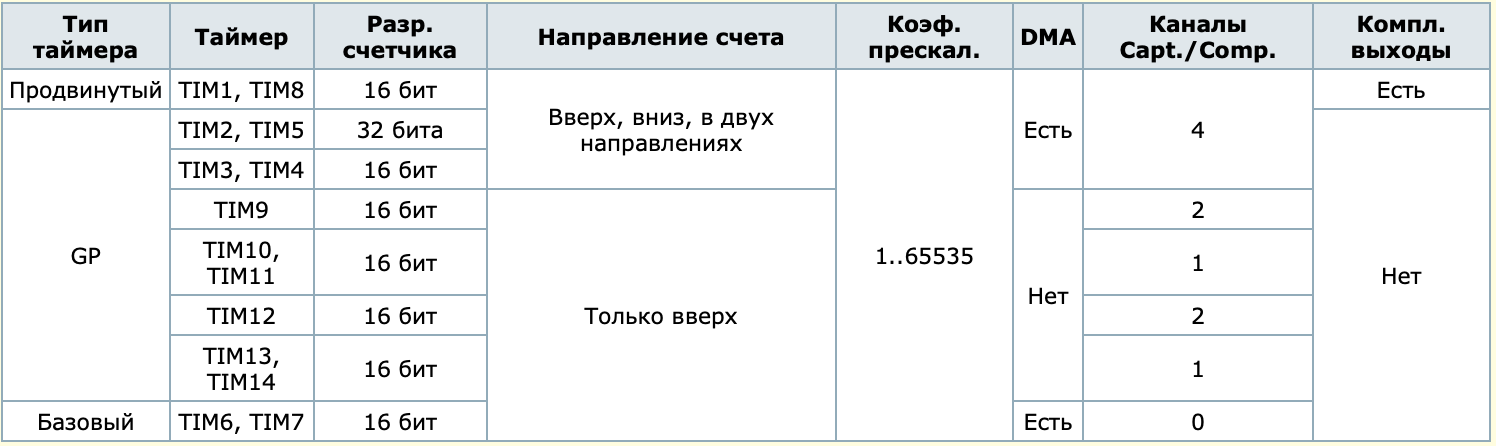 Тип таймера Таймер Разр. счетчика Направление счета Коэф. прескал. DMA Каналы Capt./Comp. Компл. выходы
Продвинутый TIM1, TIM8 16 бит Вверх, вниз, в двух направлениях 1..65535 Есть 4 Есть
GP TIM2, TIM5 32 бита Нет
TIM3, TIM4 16 бит
TIM9 16 бит Только вверх Нет 2
TIM10, TIM11 16 бит 1
TIM12 16 бит 2
TIM13, TIM14 16 бит 1
Базовый TIM6, TIM7 16 бит Есть 0